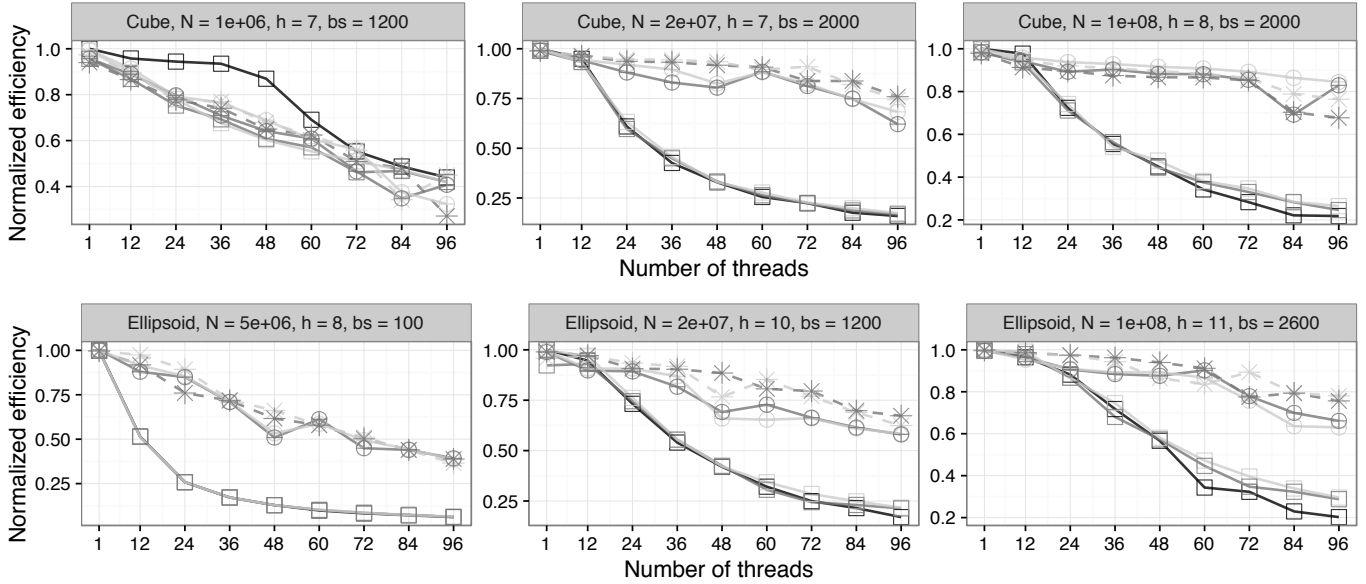 Cube, N = 1e+06, h = 7, bs = 1200
Cube, N = 2e+07, h = 7, bs = 2000
Cube, N = 1e+08, h = 8, bs = 2000
Normalized efficiency
1.0
0.8
0.6
0.4
1.00
0.75
0.50
0.25
1.0
0.8
0.6
0.4
0.2
1 12 24 36 48 60 72 84 96
1 12 24 36 48 60 72 84 96
1 12 24 36 48 60 72 84 96
Number of threads
Ellipsoid, N = 5e+06, h = 8, bs = 100
Ellipsoid, N = 2e+07, h = 10, bs = 1200
Ellipsoid, N = 1e+08, h = 11, bs = 2600
Normalized efficiency
1.00
0.75
0.50
0.25
1.00
0.75
0.50
0.25
1.0
0.8
0.6
0.4
0.2
1 12 24 36 48 60 72 84 96
1 12 24 36 48 60 72 84 96
1 12 24 36 48 60 72 84 96
Number of threads